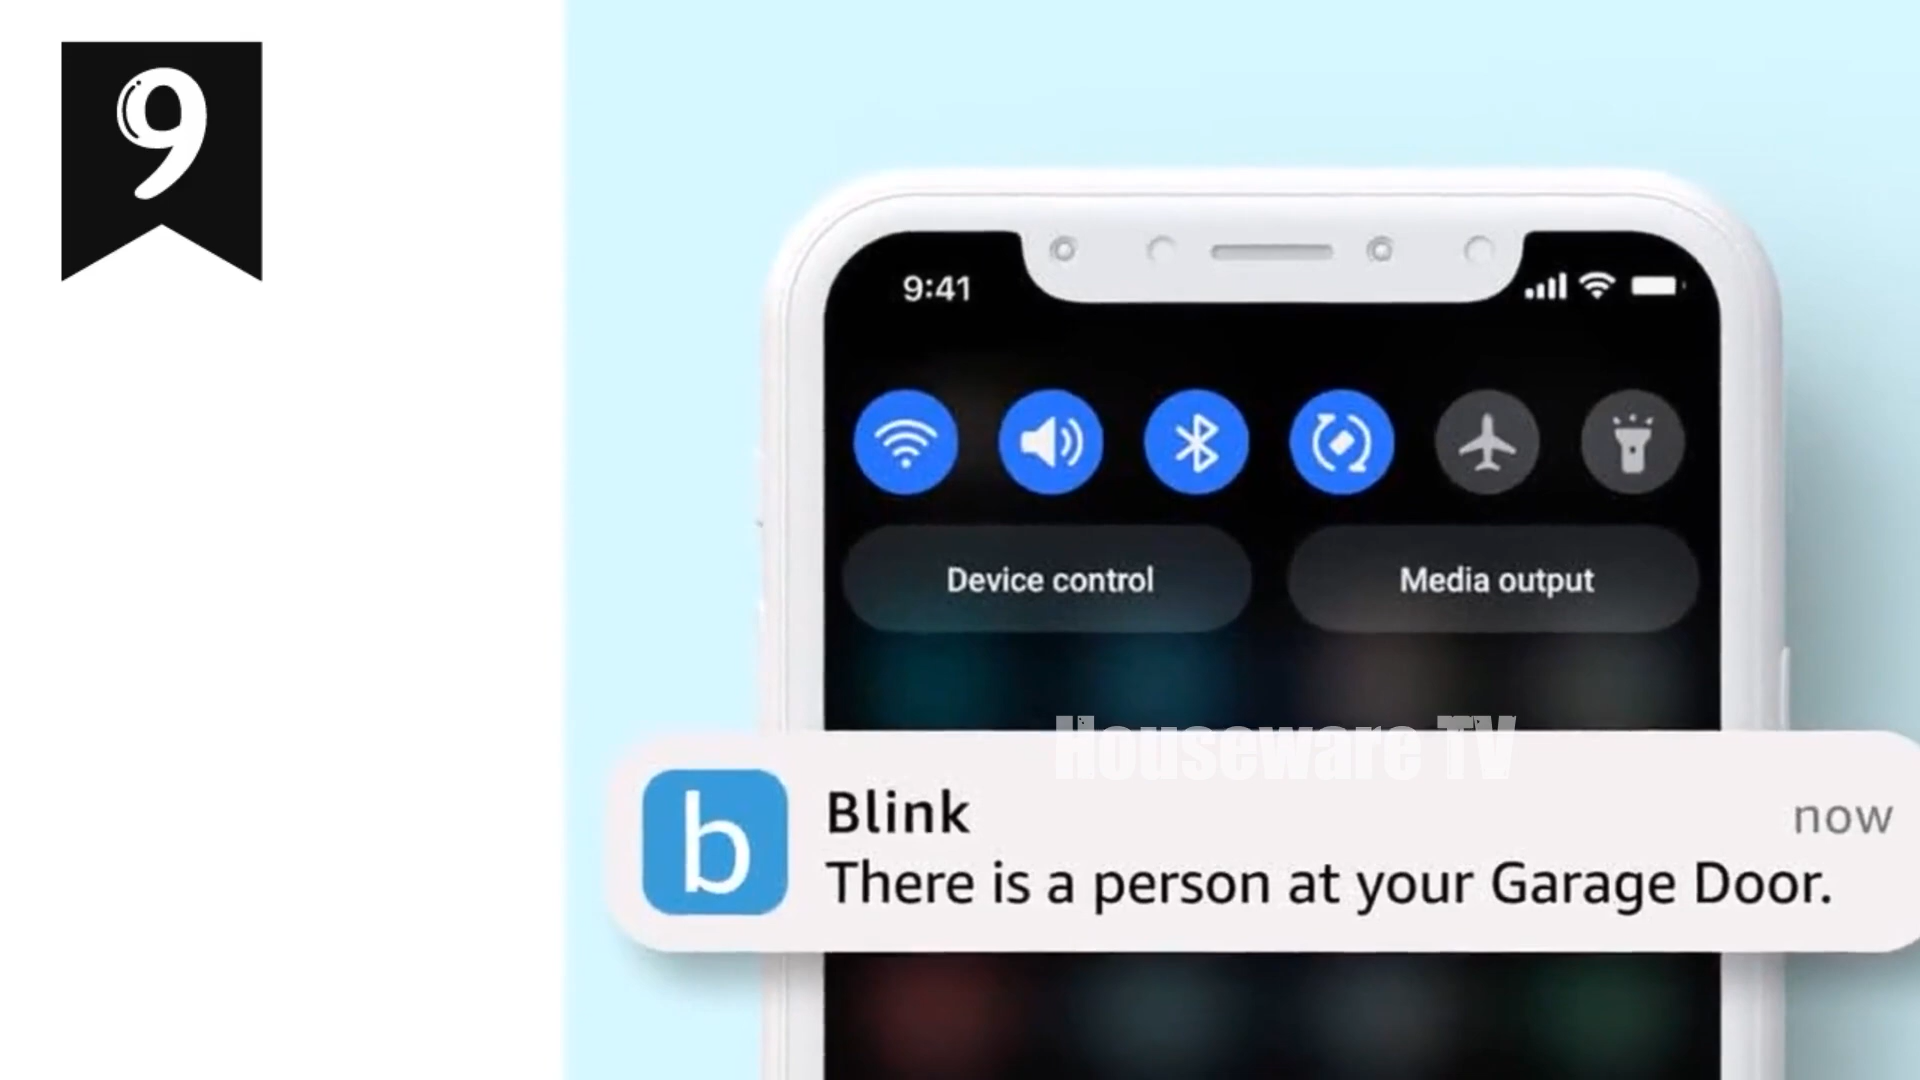 9
9:41
Device control
Media output
Houseware TV
b
Blink
now
There is a person at your Garage Door.